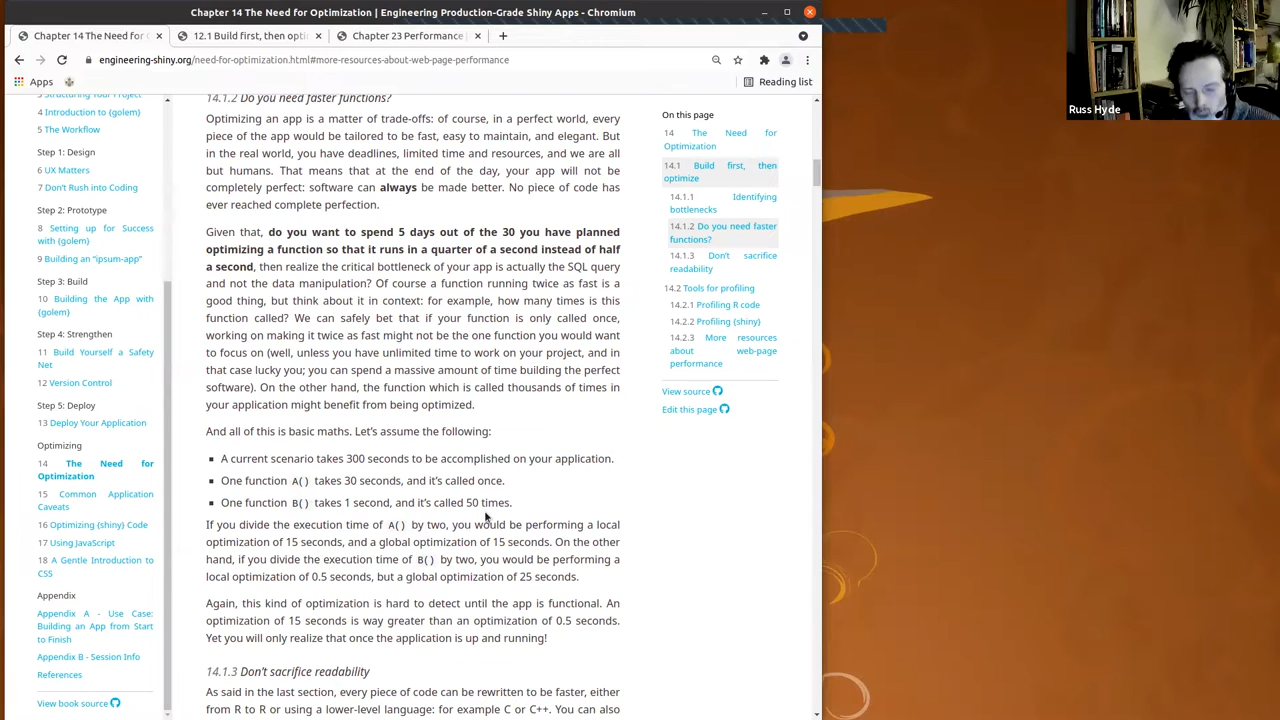 Chapter 14 The Need for Optimization | Engineering Production-Grade Shiny Apps - Chromium
Chapter 14 The Need for O
12.1 Build first, then opti
Chapter 23 Performance |
engineering-shiny.org/need-for-optimization.html#more-resources-about-web-page-performance
Apps
Reading list
Russ Hyde
3 Structuring Your Project
4 Introduction to {golem}
5 The Workflow
Step 1: Design
6 UX Matters
7 Don't Rush into Coding
Step 2: Prototype
8 Setting up for Success
with {golem}
9 Building an “ipsum-app”
Step 3: Build
10 Building the App with
{golem}
Step 4: Strengthen
11 Build Yourself a Safety
Net
12 Version Control
Step 5: Deploy
13 Deploy Your Application
Optimizing
14 The Need for
Optimization
15 Common Application
Caveats
16 Optimizing {shiny} Code
17 Using JavaScript
18 A Gentle Introduction to
CSS
Appendix
Appendix A - Use Case:
Building an App from Start
to Finish
Appendix B - Session Info
References
View book source
14.1.2 Do you need faster functions?
Optimizing an app is a matter of trade-offs: of course, in a perfect world, every
piece of the app would be tailored to be fast, easy to maintain, and elegant. But
in the real world, you have deadlines, limited time and resources, and we are all
but humans. That means that at the end of the day, your app will not be
completely perfect: software can always be made better. No piece of code has
ever reached complete perfection.
Given that, do you want to spend 5 days out of the 30 you have planned
optimizing a function so that it runs in a quarter of a second instead of half
a second, then realize the critical bottleneck of your app is actually the SQL query
and not the data manipulation? Of course a function running twice as fast is a
good thing, but think about it in context: for example, how many times is this
function called? We can safely bet that if your function is only called once,
working on making it twice as fast might not be the one function you would want
to focus on (well, unless you have unlimited time to work on your project, and in
that case lucky you; you can spend a massive amount of time building the perfect
software). On the other hand, the function which is called thousands of times in
your application might benefit from being optimized.
And all of this is basic maths. Let's assume the following:
A current scenario takes 300 seconds to be accomplished on your application.
One function A() takes 30 seconds, and it's called once.
One function B() takes 1 second, and it's called 50 times.
If you divide the execution time of A() by two, you would be performing a local
optimization of 15 seconds, and a global optimization of 15 seconds. On the other
hand, if you divide the execution time of B() by two, you would be performing a
local optimization of 0.5 seconds, but a global optimization of 25 seconds.
Again, this kind of optimization is hard to detect until the app is functional. An
optimization of 15 seconds is way greater than an optimization of 0.5 seconds.
Yet you will only realize that once the application is up and running!
14.1.3 Don't sacrifice readability
As said in the last section, every piece of code can be rewritten to be faster, either
from R to R or using a lower-level language: for example C or C++. You can also
On this page
14 The Need for
Optimization
14.1 Build first, then
optimize
14.1.1 Identifying
bottlenecks
14.1.2 Do you need faster
functions?
14.1.3 Don't sacrifice
readability
14.2 Tools for profiling
14.2.1 Profiling R code
14.2.2 Profiling {shiny}
14.2.3 More resources
about web-page
performance
View source
Edit this page